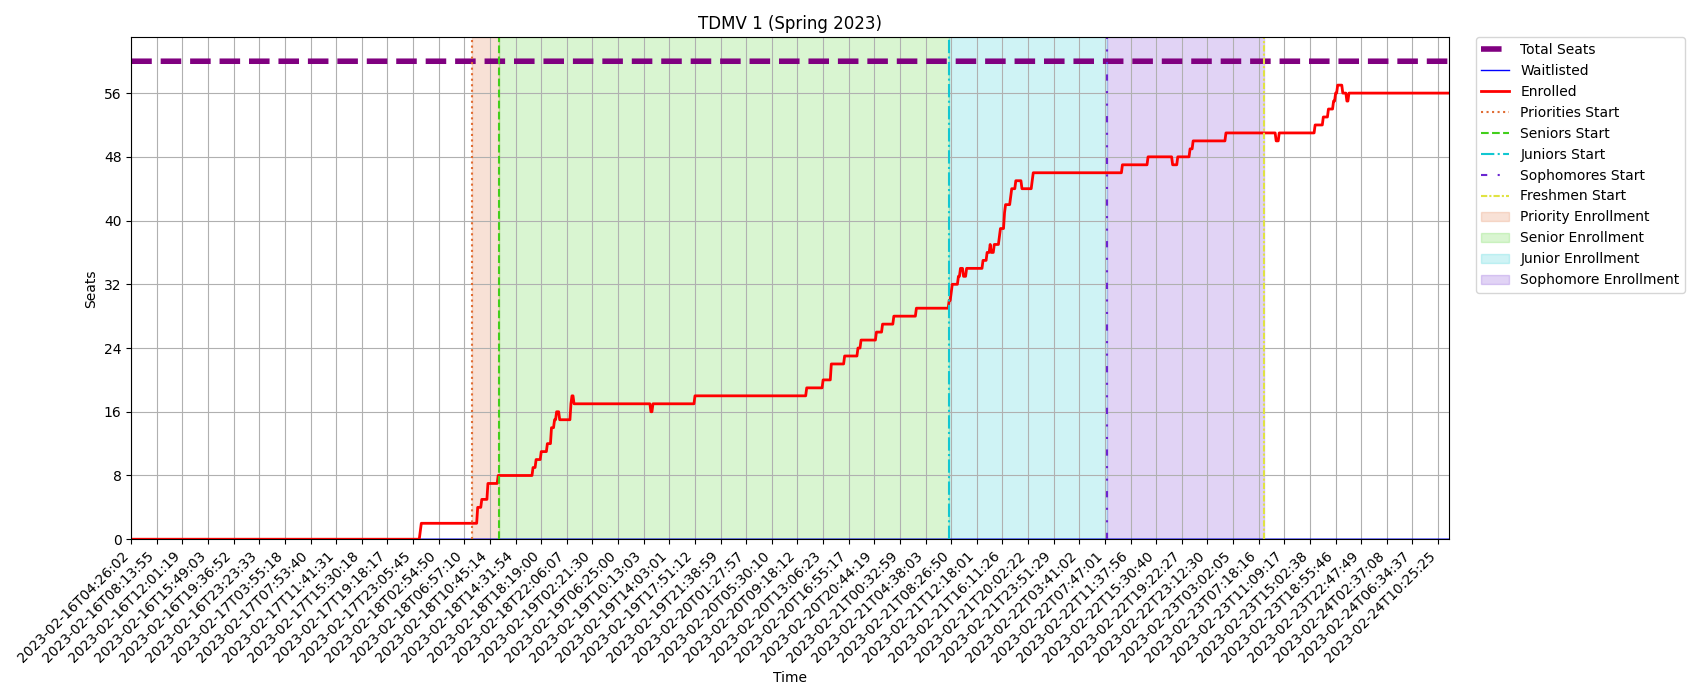 TDMV 1 (Spring 2023)
Seats
56
48
40
32
24
16
8
0
2023-02-16T04:26:02
2023-02-16T08:13:55
2023-02-16T12:01:19
2023-02-16T15:49:03
2023-02-16T19:36:52
2023-02-16T23:23:33
2023-02-17T03:55:18
2023-02-17T07:53:40
2023-02-17T11:41:31
2023-02-17T15:30:18
2023-02-17T19:18:17
2023-02-17T23:05:45
2023-02-18T02:54:50
2023-02-18T06:57:10
2023-02-18T10:45:14
2023-02-18T14:31:54
2023-02-18T18:19:00
2023-02-18T22:06:07
2023-02-19T02:21:30
2023-02-19T06:25:00
2023-02-19T10:13:03
2023-02-19T14:03:01
2023-02-19T17:51:12
2023-02-19T21:38:59
2023-02-20T01:27:57
2023-02-20T05:30:10
2023-02-20T09:18:12
2023-02-20T13:06:23
2023-02-20T16:55:17
2023-02-20T20:44:19
2023-02-21T00:32:59
2023-02-21T04:38:03
2023-02-21T08:26:50
2023-02-21T12:18:01
2023-02-21T16:11:26
2023-02-21T20:02:22
2023-02-21T23:51:29
2023-02-22T03:41:02
2023-02-22T07:47:01
2023-02-22T11:37:56
2023-02-22T15:30:40
2023-02-22T19:22:27
2023-02-22T23:12:30
2023-02-23T03:02:05
2023-02-23T07:18:16
2023-02-23T11:09:17
2023-02-23T15:02:38
2023-02-23T18:55:46
2023-02-23T22:47:49
2023-02-24T02:37:08
2023-02-24T06:34:37
2023-02-24T10:25:25
Time
Total Seats
Waitlisted
Enrolled
Priorities Start
Seniors Start
Juniors Start
Sophomores Start
Freshmen Start
Priority Enrollment
Senior Enrollment
Junior Enrollment
Sophomore Enrollment